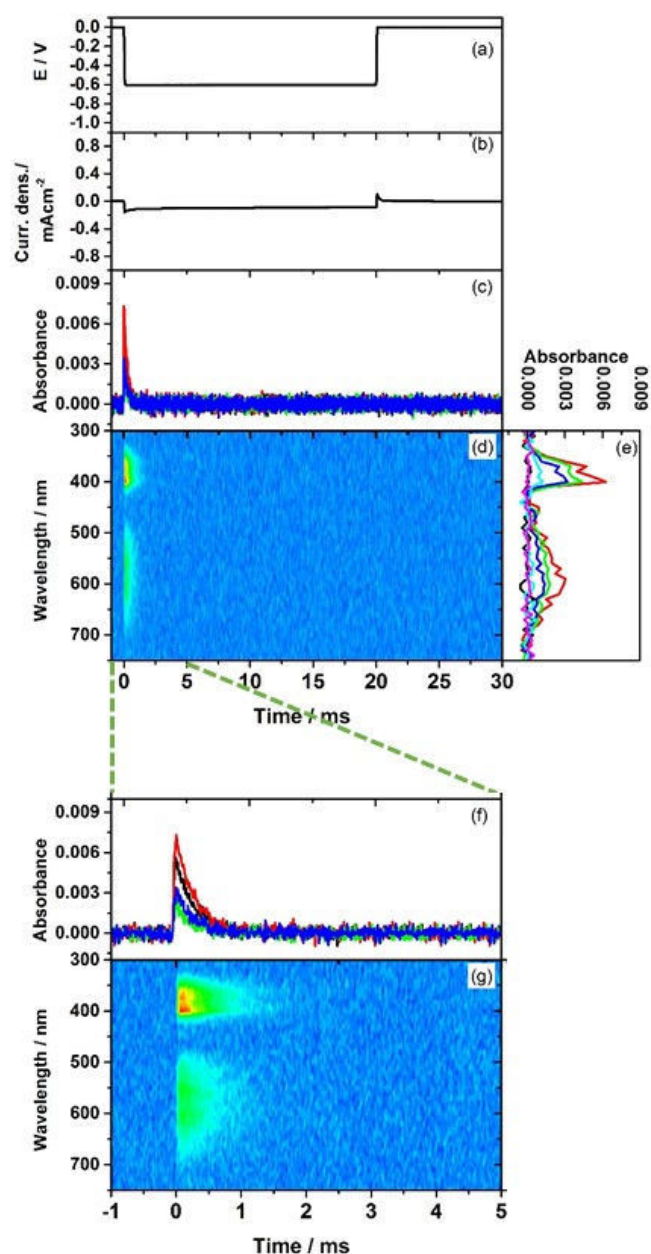 0.0
-0.2
-0.4
-0.6
-0.8
-1.0
E / V
(a)
0.8
0.4
0.0
-0.4
-0.8
Curr. dens./
mAcm-2
(b)
0.009
0.006
0.003
0.000
Absorbance
(c)
Absorbance
0.000
0.003
0.006
0.009
300
400
500
600
700
Wavelength / nm
(d)
(e)
0 5 10 15 20 25 30
Time / ms
0.009
0.006
0.003
0.000
Absorbance
(f)
300
400
500
600
700
Wavelength / nm
(g)
-1 0 1 2 3 4 5
Time / ms